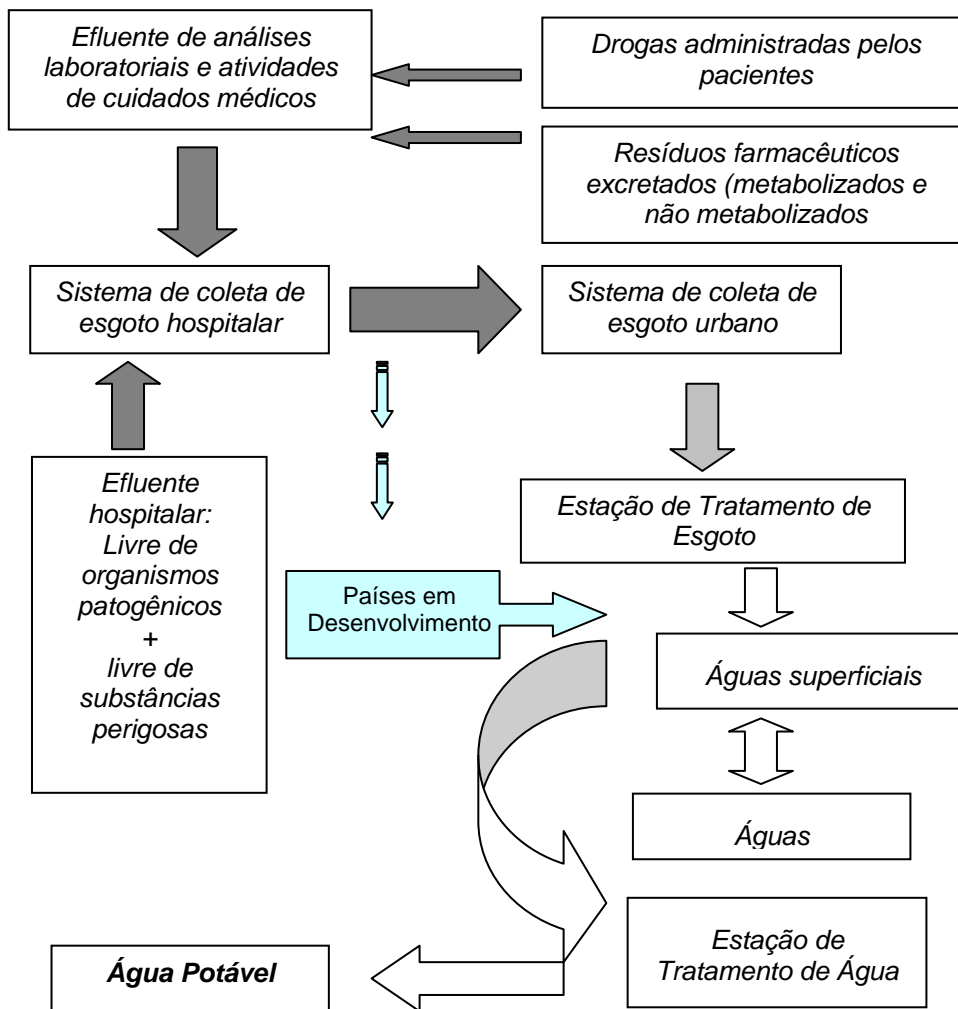 Efluente de análises
laboratoriais e atividades
de cuidados médicos
Drogas administradas pelos
pacientes
Resíduos farmacêuticos
excretados (metabolizados e
não metabolizados
Sistema de coleta de
esgoto hospitalar
Sistema de coleta de
esgoto urbano
Efluente
hospitalar:
Livre de
organismos
patogênicos
+
livre de
substâncias
perigosas
Estação de Tratamento de
Esgoto
Países em
Desenvolvimento
Águas superficiais
Águas
Estação de
Tratamento de Água
Água Potável